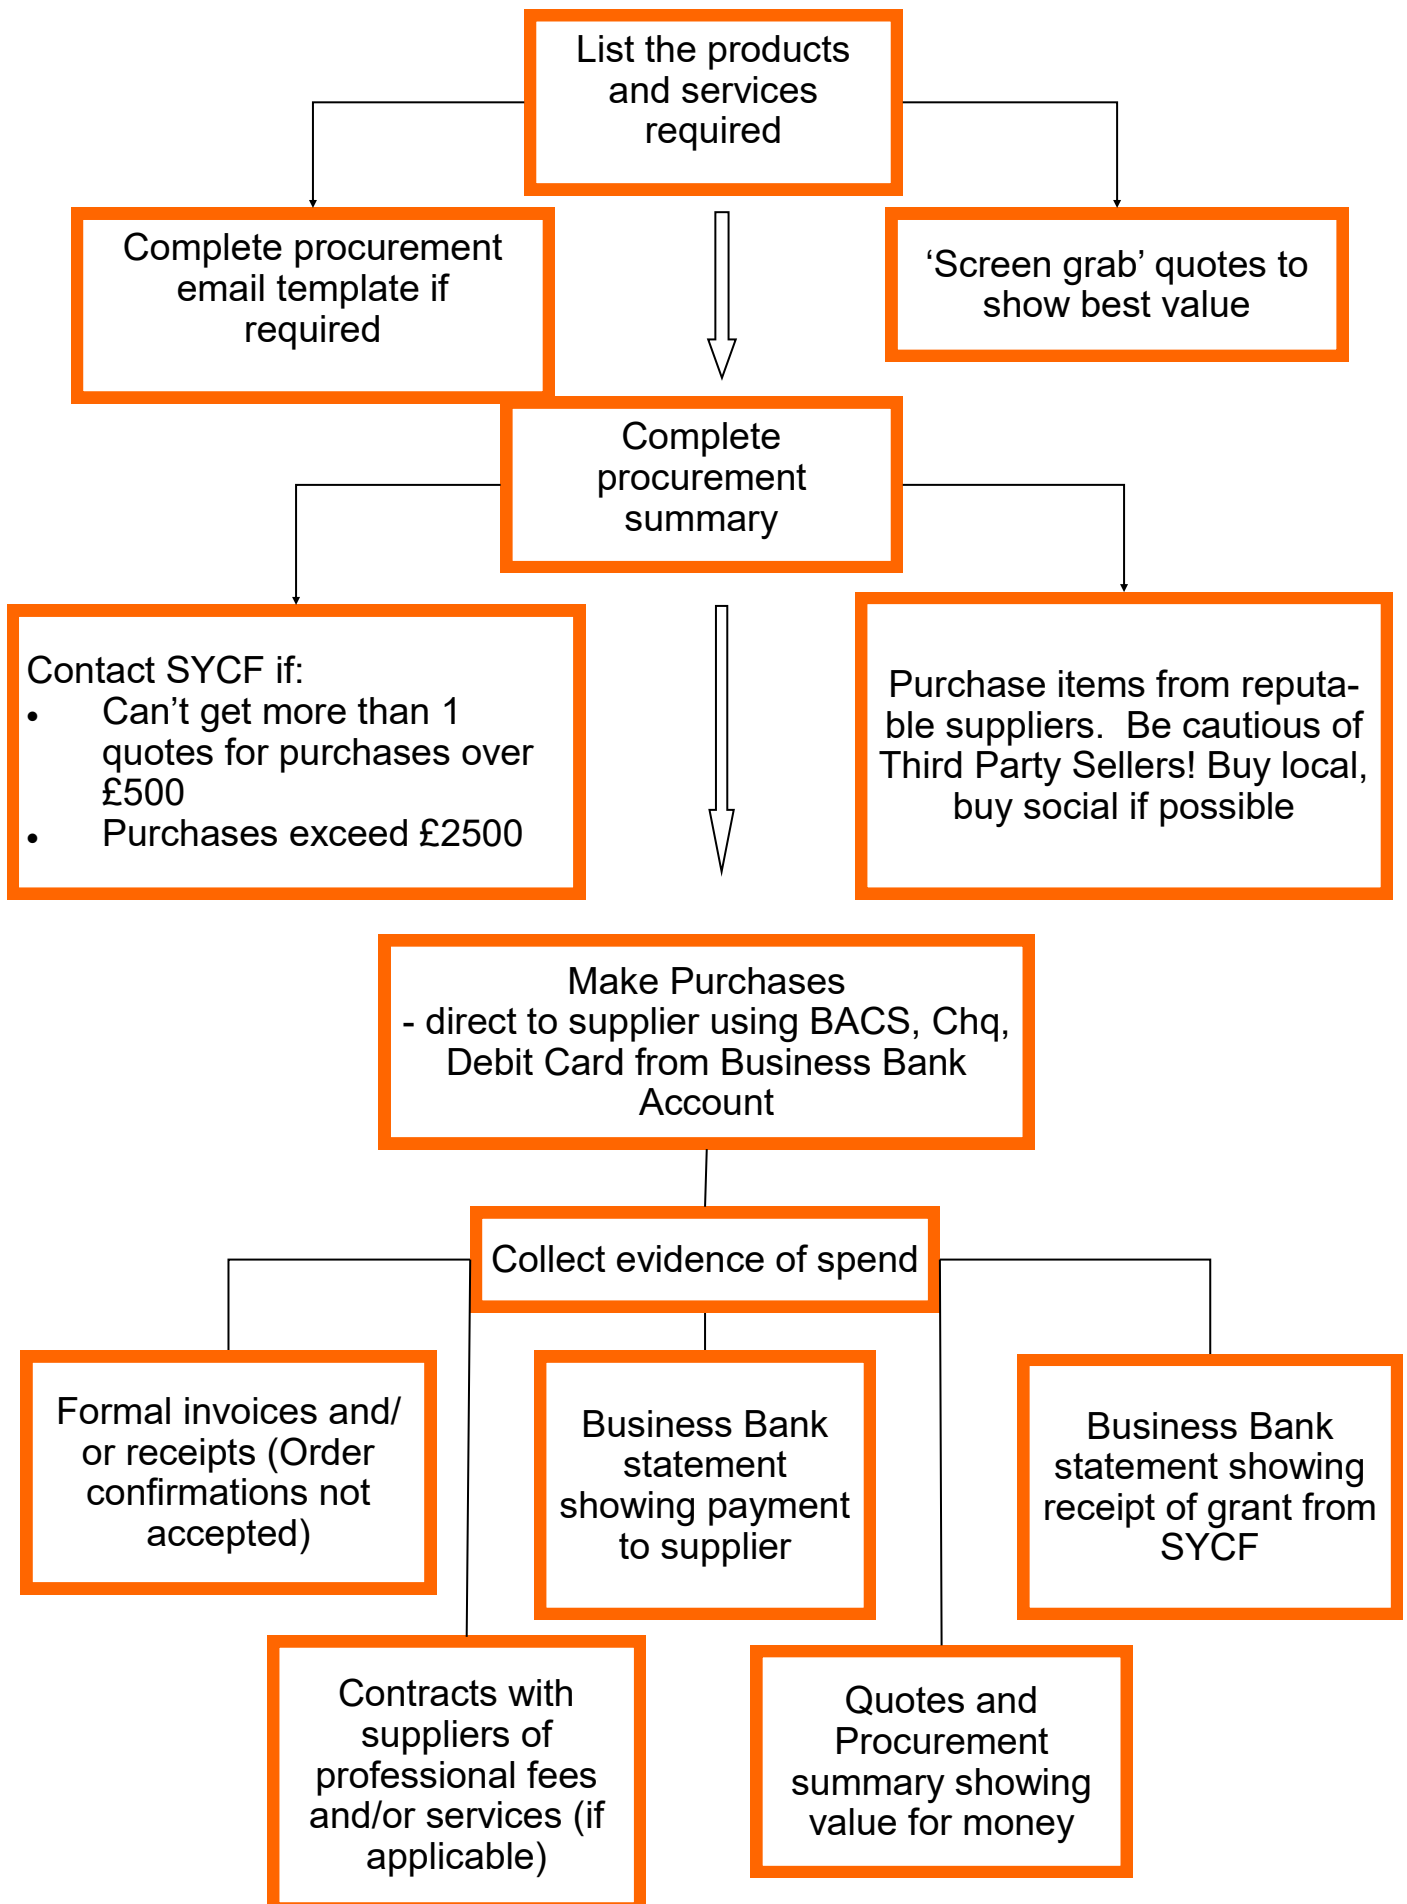 List the products
and services
required
Complete procurement
email template if
required
‘Screen grab’ quotes to
show best value
Complete
procurement
summary
Contact SYCF if:
• Can’t get more than 1
quotes for purchases over
£500
• Purchases exceed £2500
Purchase items from reputa-
ble suppliers.  Be cautious of
Third Party Sellers! Buy local,
buy social if possible
Make Purchases
- direct to supplier using BACS, Chq,
Debit Card from Business Bank
Account
Collect evidence of spend
Formal invoices and/
or receipts (Order
confirmations not
accepted)
Business Bank
statement
showing payment
to supplier
Business Bank
statement showing
receipt of grant from
SYCF
Contracts with
suppliers of
professional fees
and/or services (if
applicable)
Quotes and
Procurement
summary showing
value for money